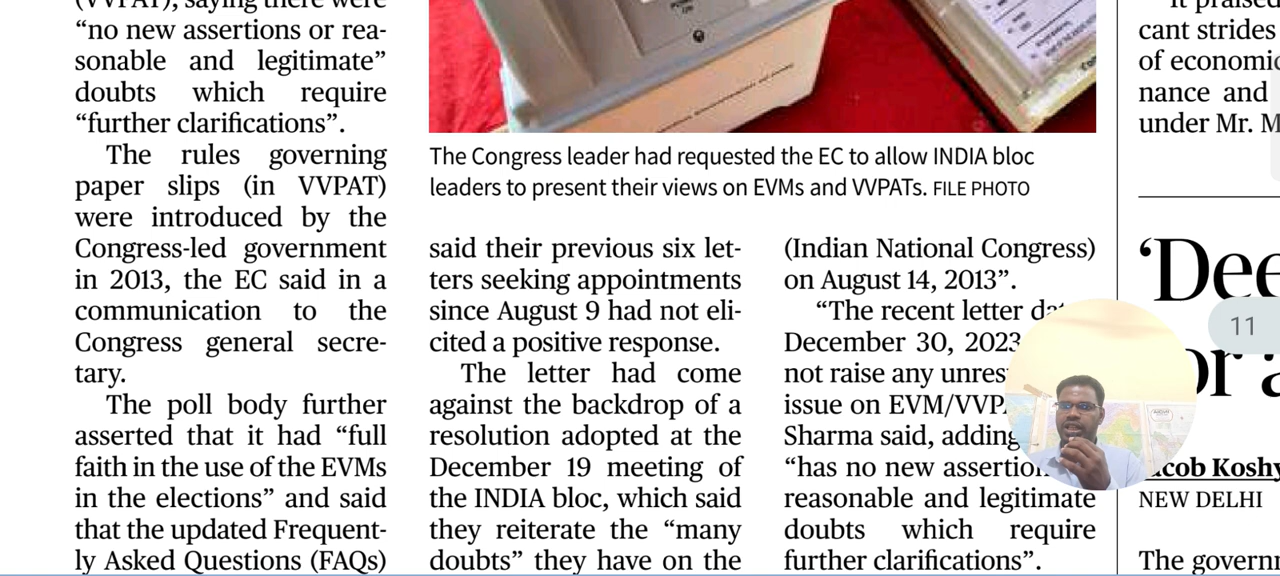 (VVPAT), saying there were
“no new assertions or rea-
sonable and legitimate”
doubts which require
“further clarifications”.
The rules governing
paper slips (in VVPAT)
were introduced by the
Congress-led government
in 2013, the EC said in a
communication to the
Congress general secre-
tary.
The poll body further
asserted that it had “full
faith in the use of the EVMs
in the elections” and said
that the updated Frequent-
ly Asked Questions (FAQs)
The Congress leader had requested the EC to allow INDIA bloc
leaders to present their views on EVMs and VVPATs. FILE PHOTO
said their previous six let-
ters seeking appointments
since August 9 had not eli-
cited a positive response.
The letter had come
against the backdrop of a
resolution adopted at the
December 19 meeting of
the INDIA bloc, which said
they reiterate the “many
doubts” they have on the
(Indian National Congress)
on August 14, 2013”.
“The recent letter
December 30, 2023
not raise any
issue on
Sharma said, adding
“has no new
reasonable and legitimate
doubts which require
further clarifications”.
It praised
cant strides
of economic
nance and
under Mr.
‘Dee
or a
11
Koshy
NEW DELHI
The